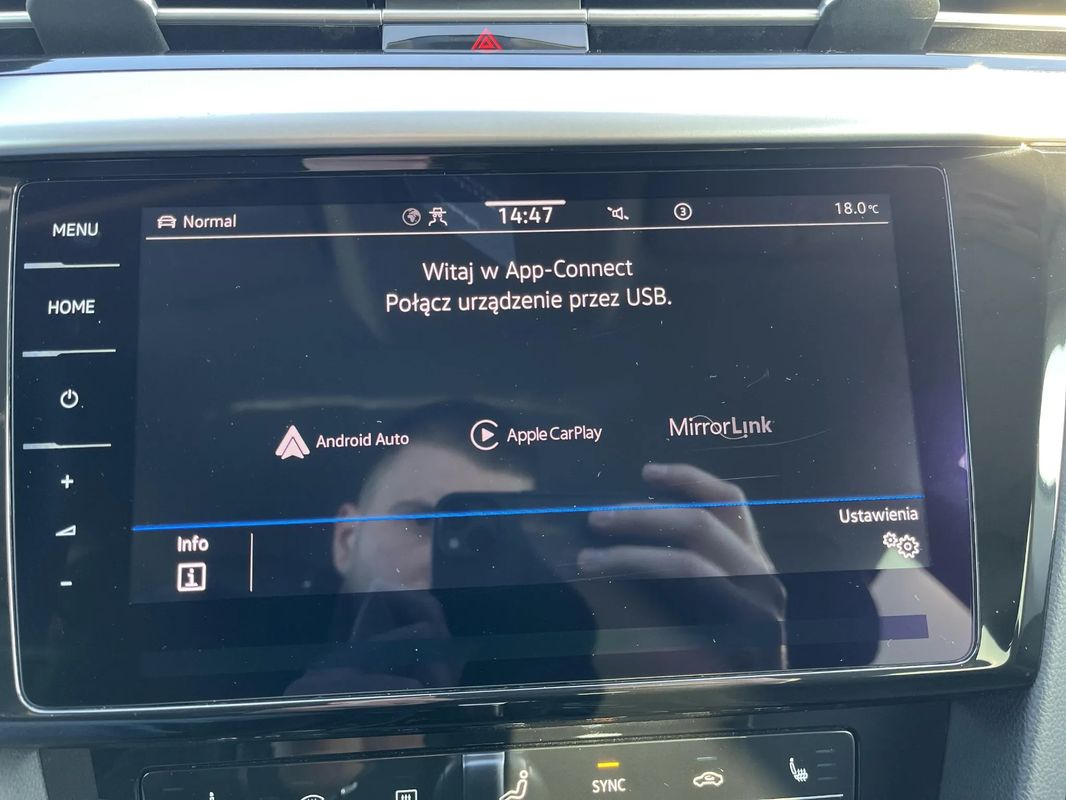 MENU
HOME
+
-
Normal
14:47
3
18.0°C
Witaj w App-Connect
Połącz urządzenie przez USB.
Android Auto
Apple CarPlay
MirrorLink
Info
i
Ustawienia
SYNC